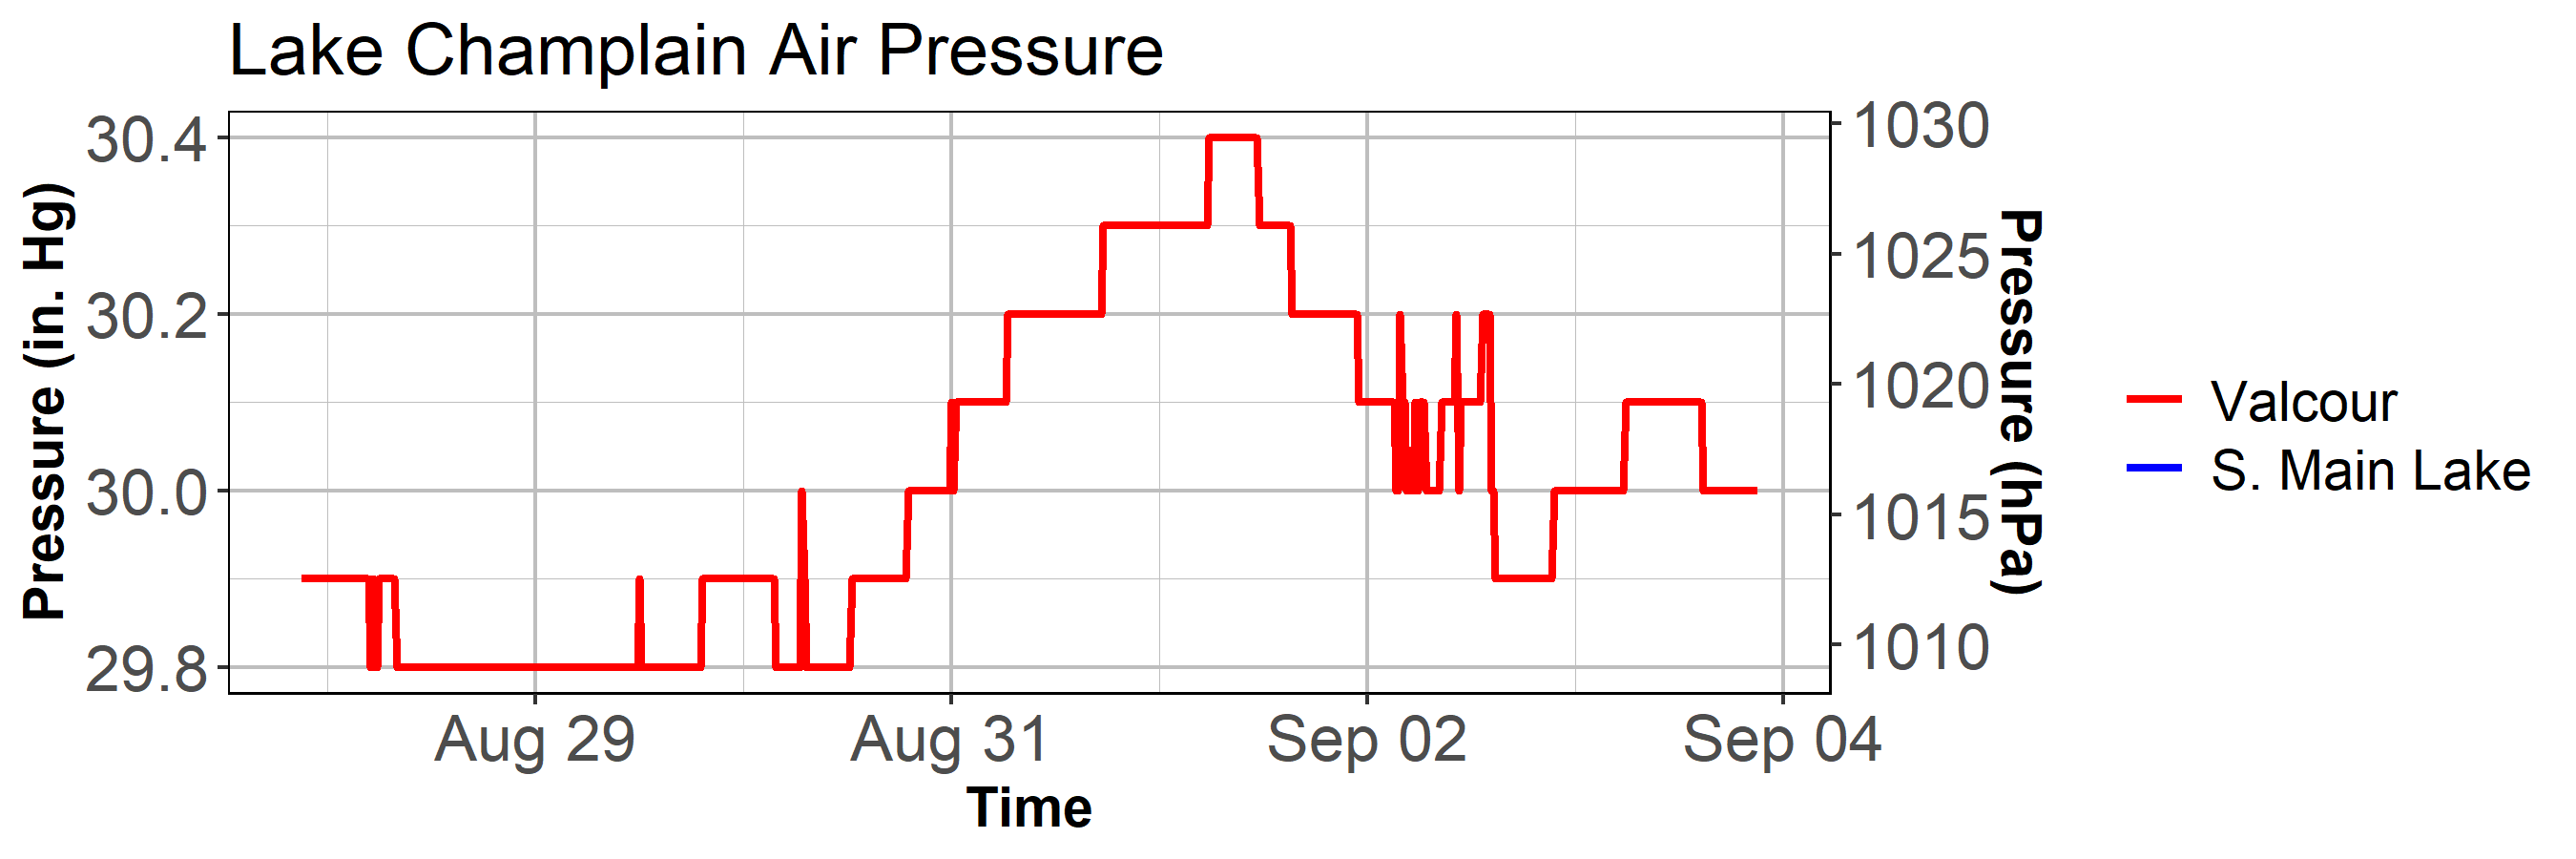 Lake Champlain Air Pressure
Pressure (in. Hg)
30.4
30.2
30.0
29.8
1030
1025
1020
1015
1010
Pressure (hPa)
Aug 29
Aug 31
Sep 02
Sep 04
Time
Valcour
S. Main Lake